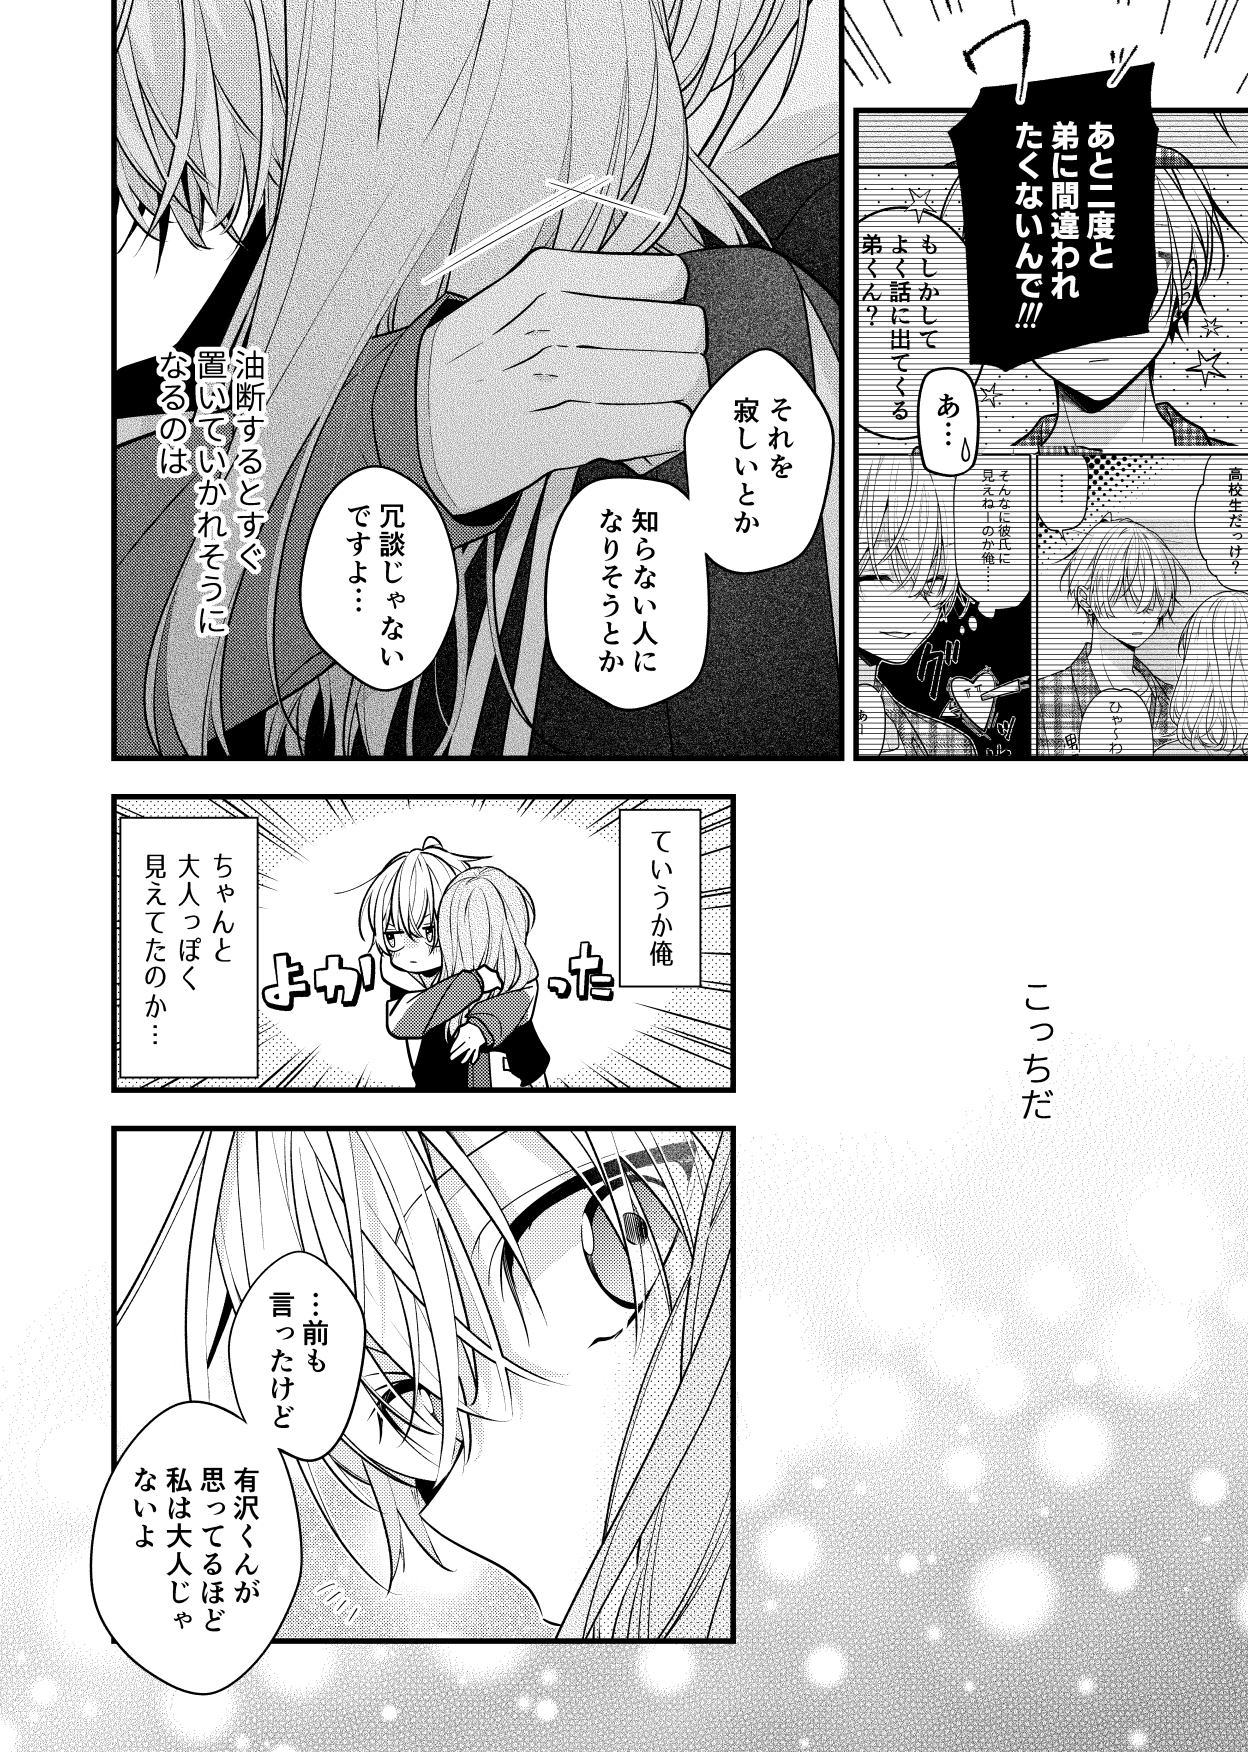 ワッ
あと二度と
弟に間違われ
たくないんで!!!
もしかして
よく話に出てくる
弟くん?
あ…
高校生だっけ?
……
ひゃ〜わ
男
そんなに彼氏に
見えね のか俺……
グ
あ
それを
寂しいとか
知らない人に
なりそうとか
冗談じゃない
ですよ…
油断するとすぐ
置いていかれそうに
なるのは
こっちだ
ていうか俺
よかった
ちゃんと
大人っぽく
見えてたのか…
…前も
言ったけど
有沢くんが
思ってるほど
私は大人じゃ
ないよ